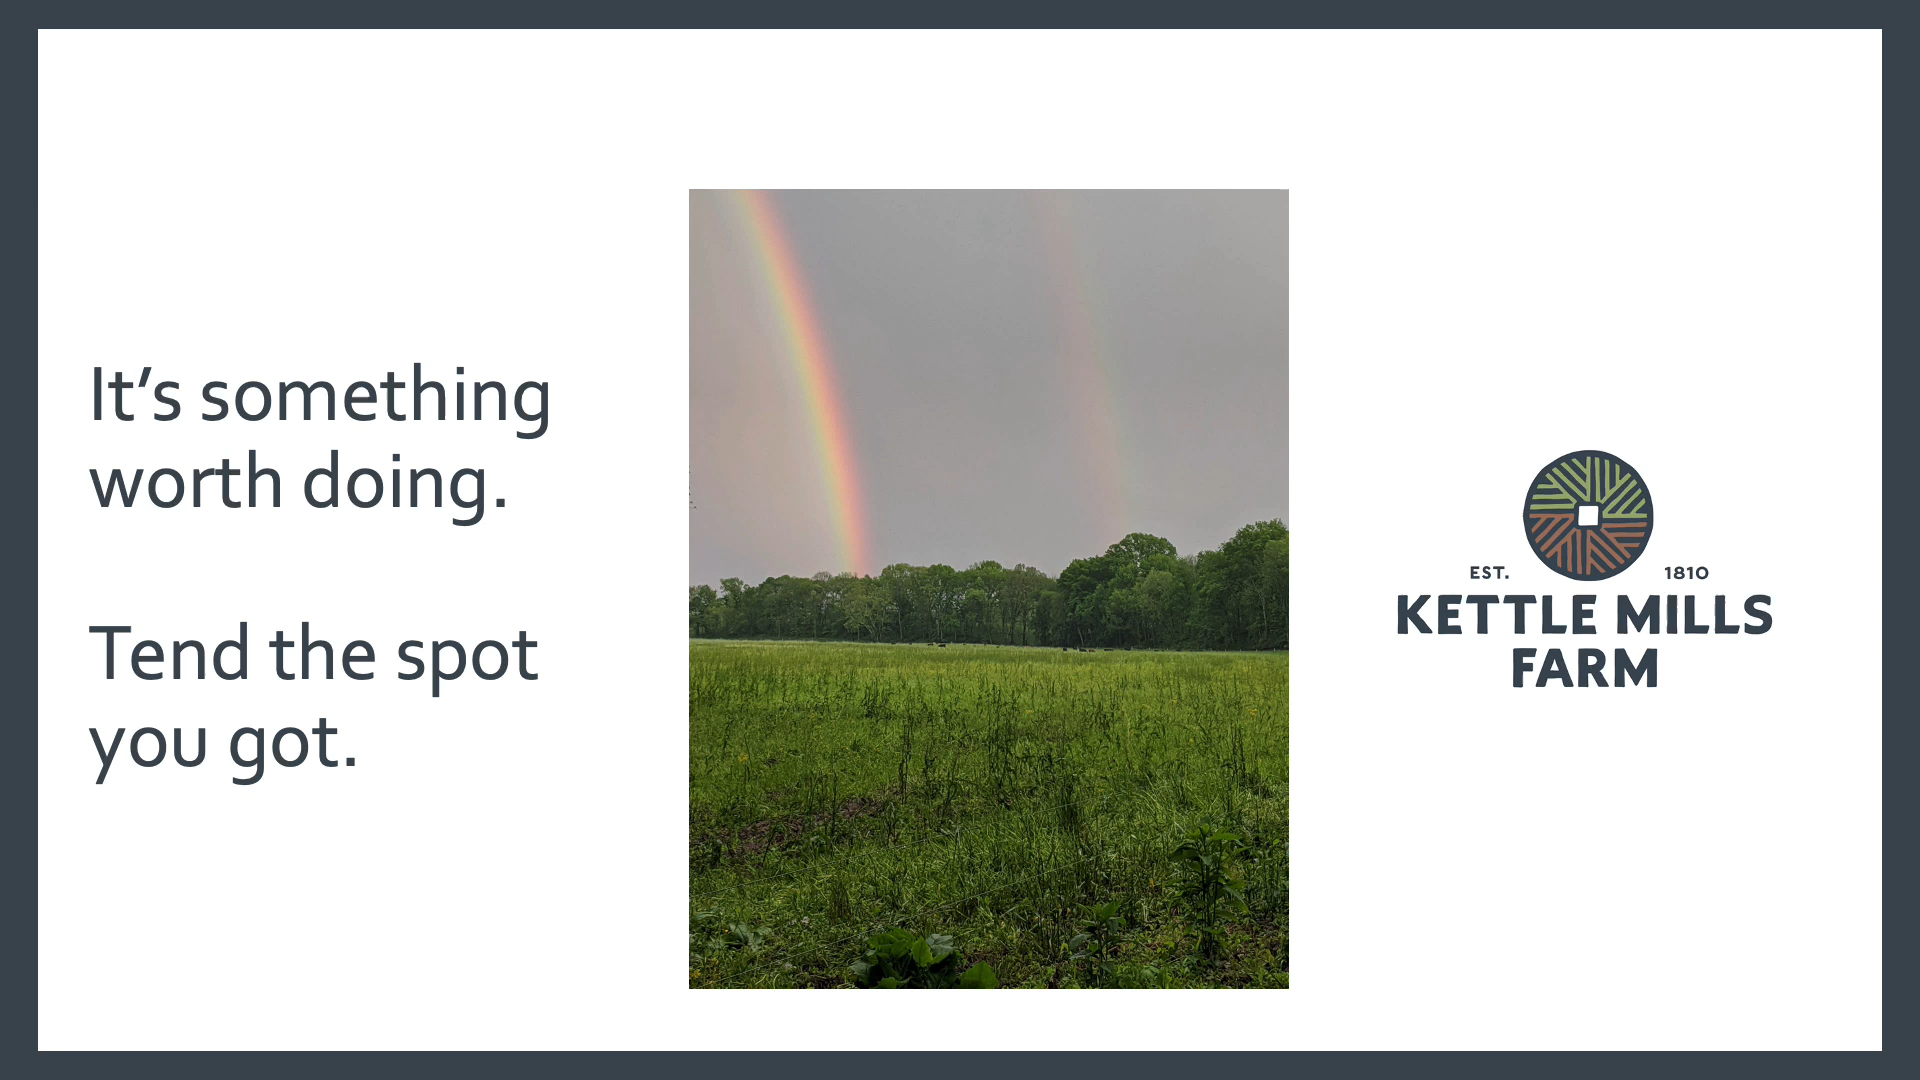 It’s something
worth doing.
Tend the spot
you got.
EST. 1810
KETTLE MILLS
FARM